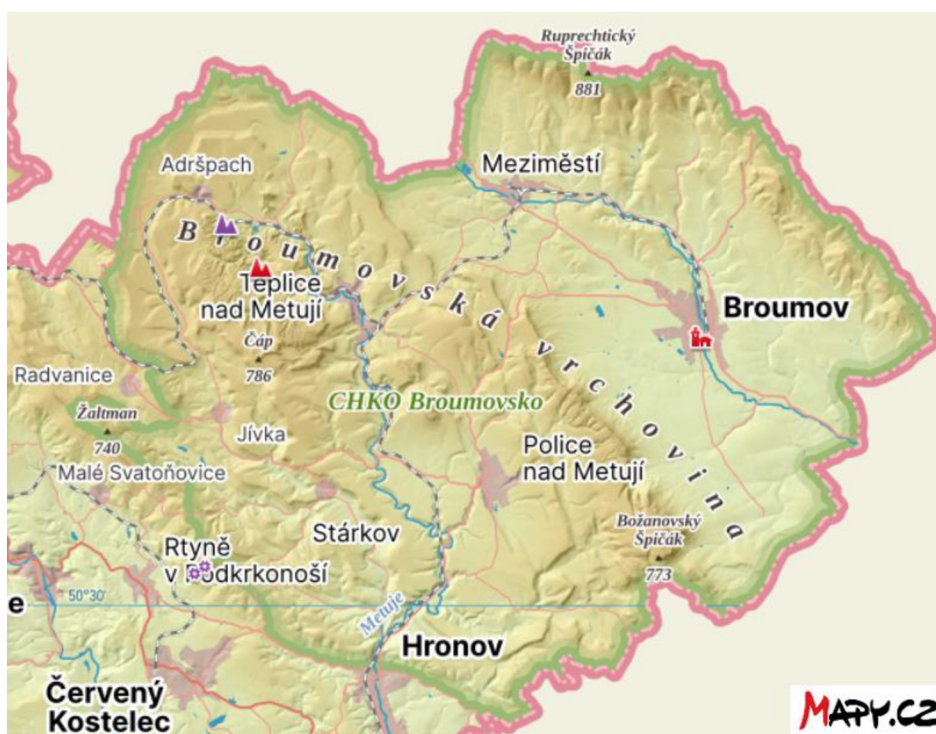 Ruprechtický
Špičák
881
Adršpach
Meziměstí
Broumovská vrchovina
Teplice
nad Metují
Broumov
Čáp
786
Radvanice
CHKO Broumovsko
Žaltman
740
Jívka
Police
nad Metují
Malé Svatoňovice
Božanovský
Špičák
773
Stárkov
Rtyně
v Podkrkonoší
50°30'
e
Metuje
Hronov
Červený
Kostelec
MAPY.CZ